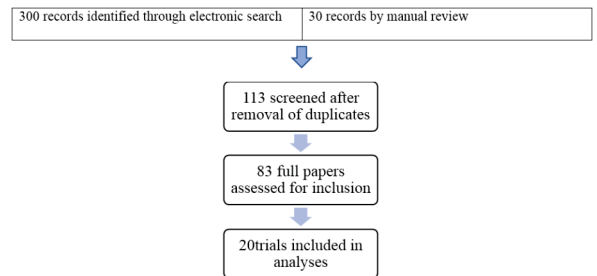 300 records identified through electronic search
30 records by manual review
113 screened after
removal of duplicates
83 full papers
assessed for inclusion
20trials included in
analyses